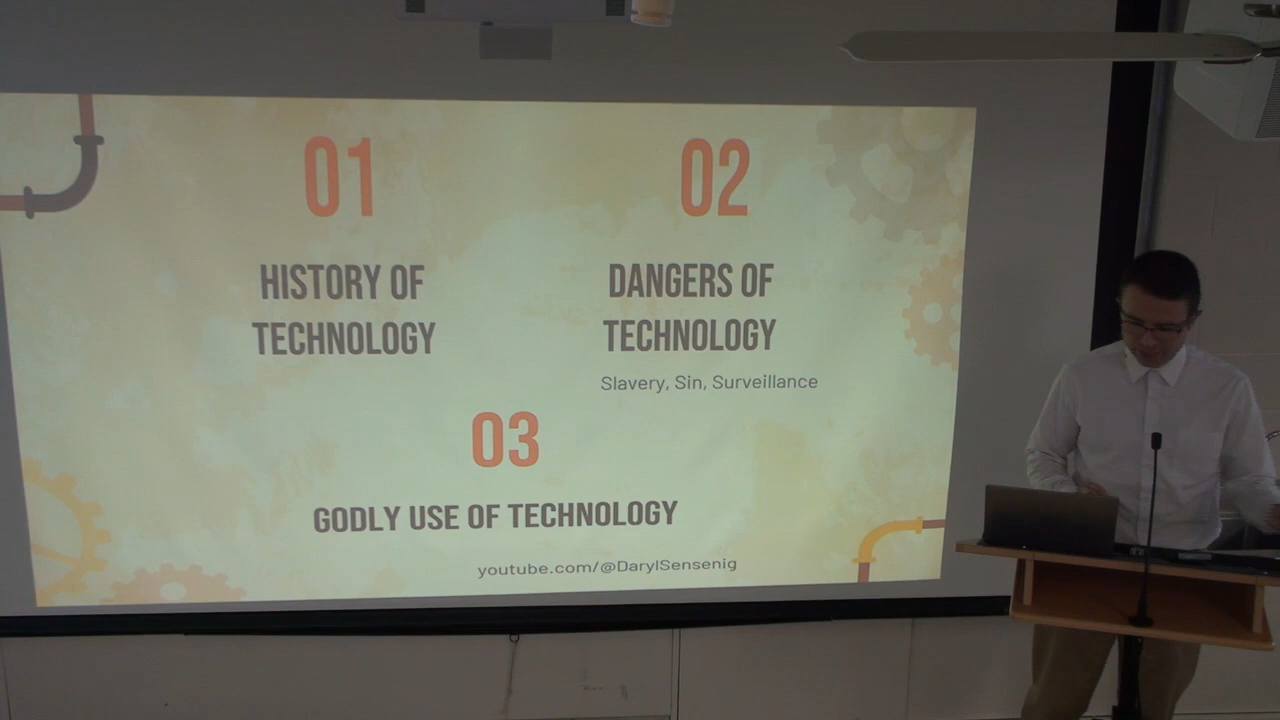 01
HISTORY OF
TECHNOLOGY
02
DANGERS OF
TECHNOLOGY
Slavery, Sin, Surveillance
03
GODLY USE OF TECHNOLOGY
youtube.com/@DarylSensenig